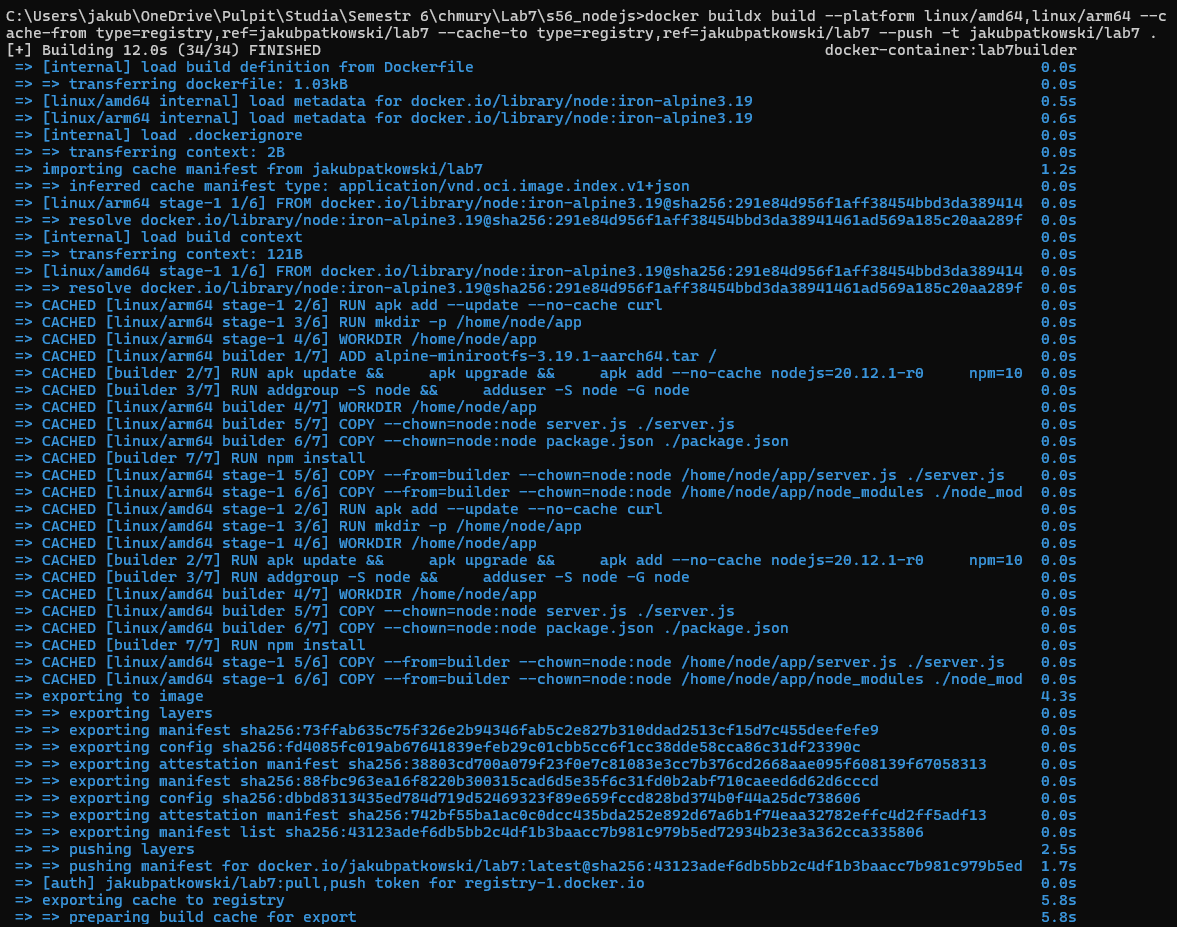 C:\Users\jakub\OneDrive\Pulpit\Studia\Semestr 6\chmury\Lab7\s56_nodejs>docker buildx build --platform linux/amd64,linux/arm64 --c
ache-from type=registry,ref=jakubpatkowski/lab7 --cache-to type=registry,ref=jakubpatkowski/lab7 --push -t jakubpatkowski/lab7 .
[+] Building 12.0s (34/34) FINISHED docker-container:lab7builder
=> [internal] load build definition from Dockerfile 0.0s
=> => transferring dockerfile: 1.03kB 0.0s
=> [linux/amd64 internal] load metadata for docker.io/library/node:iron-alpine3.19 0.5s
=> [linux/arm64 internal] load metadata for docker.io/library/node:iron-alpine3.19 0.6s
=> [internal] load .dockerignore 0.0s
=> => transferring context: 2B 0.0s
=> importing cache manifest from jakubpatkowski/lab7 1.2s
=> => inferred cache manifest type: application/vnd.oci.image.index.v1+json 0.0s
=> [linux/arm64 stage-1 1/6] FROM docker.io/library/node:iron-alpine3.19@sha256:291e84d956f1aff38454bbd3da389414 0.0s
=> => resolve docker.io/library/node:iron-alpine3.19@sha256:291e84d956f1aff38454bbd3da38941461ad569a185c20aa289f 0.0s
=> [internal] load build context 0.0s
=> => transferring context: 121B 0.0s
=> [linux/amd64 stage-1 1/6] FROM docker.io/library/node:iron-alpine3.19@sha256:291e84d956f1aff38454bbd3da389414 0.0s
=> => resolve docker.io/library/node:iron-alpine3.19@sha256:291e84d956f1aff38454bbd3da38941461ad569a185c20aa289f 0.0s
=> CACHED [linux/arm64 stage-1 2/6] RUN apk add --update --no-cache curl 0.0s
=> CACHED [linux/arm64 stage-1 3/6] RUN mkdir -p /home/node/app 0.0s
=> CACHED [linux/arm64 stage-1 4/6] WORKDIR /home/node/app 0.0s
=> CACHED [linux/arm64 builder 1/7] ADD alpine-minirootfs-3.19.1-aarch64.tar / 0.0s
=> CACHED [builder 2/7] RUN apk update &&     apk upgrade &&     apk add --no-cache nodejs=20.12.1-r0     npm=10 0.0s
=> CACHED [builder 3/7] RUN addgroup -S node &&     adduser -S node -G node 0.0s
=> CACHED [linux/arm64 builder 4/7] WORKDIR /home/node/app 0.0s
=> CACHED [linux/arm64 builder 5/7] COPY --chown=node:node server.js ./server.js 0.0s
=> CACHED [linux/arm64 builder 6/7] COPY --chown=node:node package.json ./package.json 0.0s
=> CACHED [builder 7/7] RUN npm install 0.0s
=> CACHED [linux/arm64 stage-1 5/6] COPY --from=builder --chown=node:node /home/node/app/server.js ./server.js 0.0s
=> CACHED [linux/arm64 stage-1 6/6] COPY --from=builder --chown=node:node /home/node/app/node_modules ./node_mod 0.0s
=> CACHED [linux/amd64 stage-1 2/6] RUN apk add --update --no-cache curl 0.0s
=> CACHED [linux/amd64 stage-1 3/6] RUN mkdir -p /home/node/app 0.0s
=> CACHED [linux/amd64 stage-1 4/6] WORKDIR /home/node/app 0.0s
=> CACHED [builder 2/7] RUN apk update &&     apk upgrade &&     apk add --no-cache nodejs=20.12.1-r0     npm=10 0.0s
=> CACHED [builder 3/7] RUN addgroup -S node &&     adduser -S node -G node 0.0s
=> CACHED [linux/amd64 builder 4/7] WORKDIR /home/node/app 0.0s
=> CACHED [linux/amd64 builder 5/7] COPY --chown=node:node server.js ./server.js 0.0s
=> CACHED [linux/amd64 builder 6/7] COPY --chown=node:node package.json ./package.json 0.0s
=> CACHED [builder 7/7] RUN npm install 0.0s
=> CACHED [linux/amd64 stage-1 5/6] COPY --from=builder --chown=node:node /home/node/app/server.js ./server.js 0.0s
=> CACHED [linux/amd64 stage-1 6/6] COPY --from=builder --chown=node:node /home/node/app/node_modules ./node_mod 0.0s
=> exporting to image 4.3s
=> => exporting layers 0.0s
=> => exporting manifest sha256:73ffab635c75f326e2b94346fab5c2e827b310ddad2513cf15d7c455deefefe9 0.0s
=> => exporting config sha256:fd4085fc019ab67641839efeb29c01cbb5cc6f1cc38dde58cca86c31df23390c 0.0s
=> => exporting attestation manifest sha256:38803cd700a079f23f0e7c81083e3cc7b376cd2668aae095f608139f67058313 0.0s
=> => exporting manifest sha256:88fbc963ea16f8220b300315cad6d5e35f6c31fd0b2abf710caeed6d62d6cccd 0.0s
=> => exporting config sha256:dbbd8313435ed784d719d52469323f89e659fccd828bd374b0f44a25dc738606 0.0s
=> => exporting attestation manifest sha256:742bf55ba1ac0c0dcc435bda252e892d67a6b1f74eaa32782effc4d2ff5adf13 0.0s
=> => exporting manifest list sha256:43123adef6db5bb2c4df1b3baacc7b981c979b5ed72934b23e3a362cca335806 0.0s
=> => pushing layers 2.5s
=> => pushing manifest for docker.io/jakubpatkowski/lab7:latest@sha256:43123adef6db5bb2c4df1b3baacc7b981c979b5ed 1.7s
=> [auth] jakubpatkowski/lab7:pull,push token for registry-1.docker.io 0.0s
=> exporting cache to registry 5.8s
=> => preparing build cache for export 5.8s